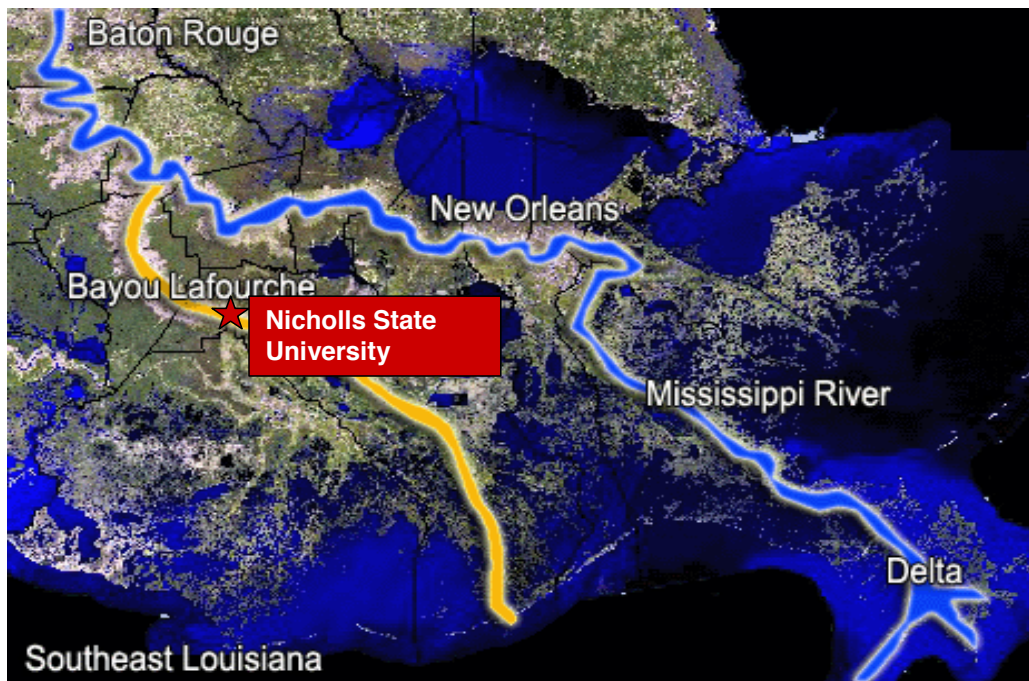 Baton Rouge
New Orleans
Bayou Lafourche
Nicholls State
University
Mississippi River
Delta
Southeast Louisiana